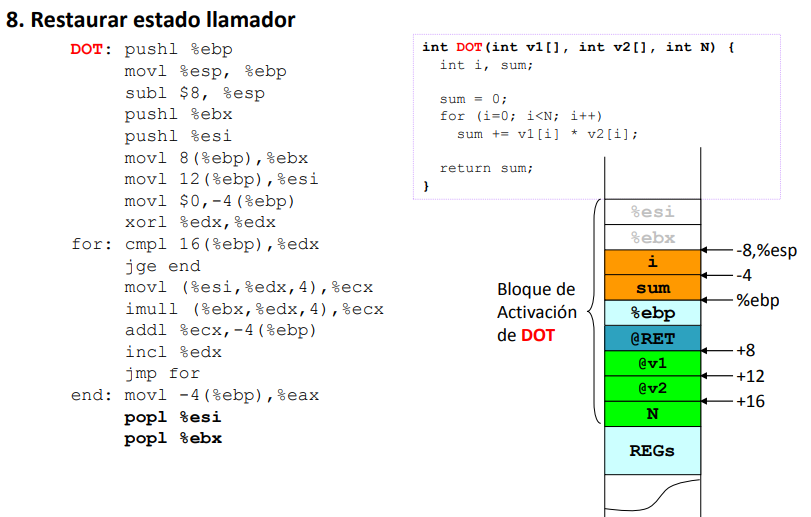 8. Restaurar estado llamador
DOT: pushl %ebp
movl %esp, %ebp
subl $8, %esp
pushl %ebx
pushl %esi
movl 8(%ebp),%ebx
movl 12(%ebp),%esi
movl $0,-4(%ebp)
xorl %edx,%edx
for: cmpl 16(%ebp),%edx
jge end
movl (%esi,%edx,4),%ecx
imull (%ebx,%edx,4),%ecx
addl %ecx,-4(%ebp)
incl %edx
jmp for
end: movl -4(%ebp),%eax
popl %esi
popl %ebx
int DOT(int v1[], int v2[], int N) {
int i, sum;
sum = 0;
for (i=0; i<N; i++)
sum += v1[i] * v2[i];
return sum;
}
Bloque de
Activación
de DOT
%esi
%ebx
i
sum
%ebp
@RET
@v1
@v2
N
REGs
-8,%esp
-4
%ebp
+8
+12
+16